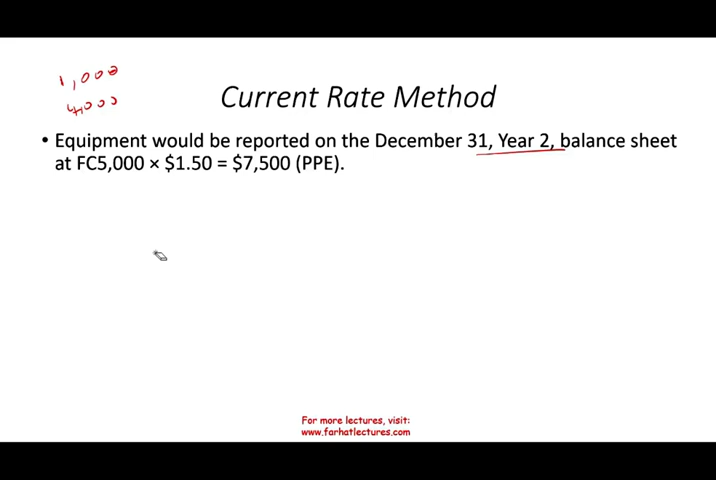 1,000
4,000
Current Rate Method
• Equipment would be reported on the December 31, Year 2, balance sheet
at FC5,000 × $1.50 = $7,500 (PPE).
For more lectures, visit:
www.farhatlectures.com